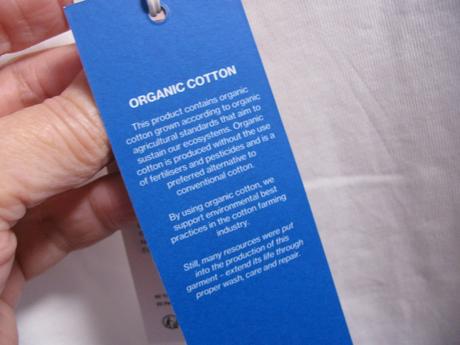 ORGANIC COTTON
This product contains organic
cotton grown according to organic
agricultural standards that aim to
sustain our ecosystems. Organic
cotton is produced without the use
of fertilisers and pesticides and is a
preferred alternative to
conventional cotton.
By using organic cotton, we
support environmental best
practices in the cotton farming
industry.
Still, many resources were put
into the production of this
garment - extend its life through
proper wash, care and repair.